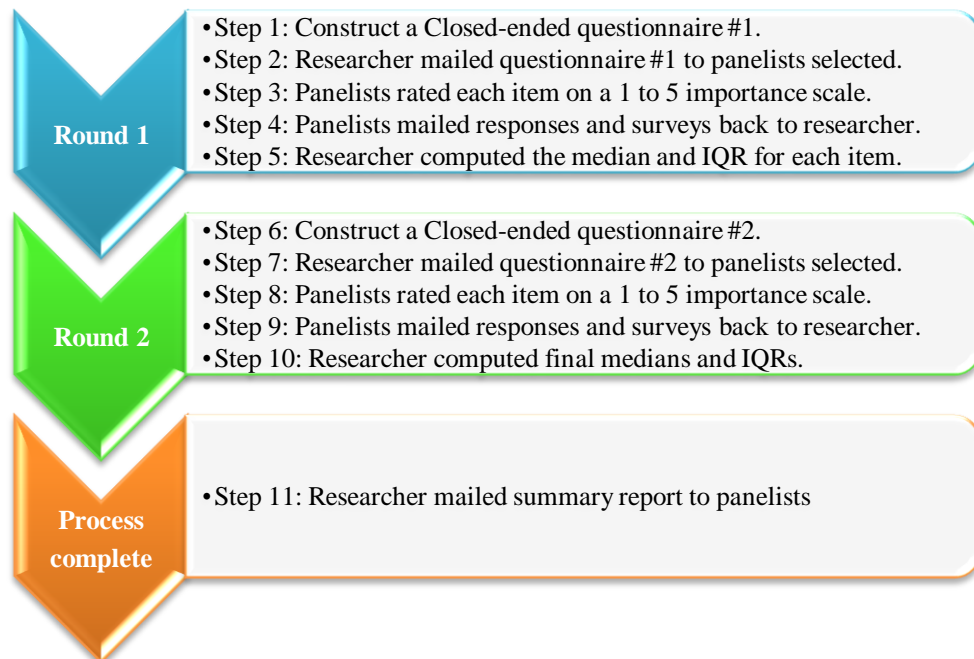 Round 1
•Step 1: Construct a Closed-ended questionnaire #1.
•Step 2: Researcher mailed questionnaire #1 to panelists selected.
•Step 3: Panelists rated each item on a 1 to 5 importance scale.
•Step 4: Panelists mailed responses and surveys back to researcher.
•Step 5: Researcher computed the median and IQR for each item.
Round 2
•Step 6: Construct a Closed-ended questionnaire #2.
•Step 7: Researcher mailed questionnaire #2 to panelists selected.
•Step 8: Panelists rated each item on a 1 to 5 importance scale.
•Step 9: Panelists mailed responses and surveys back to researcher.
•Step 10: Researcher computed final medians and IQRs.
Process
complete
•Step 11: Researcher mailed summary report to panelists